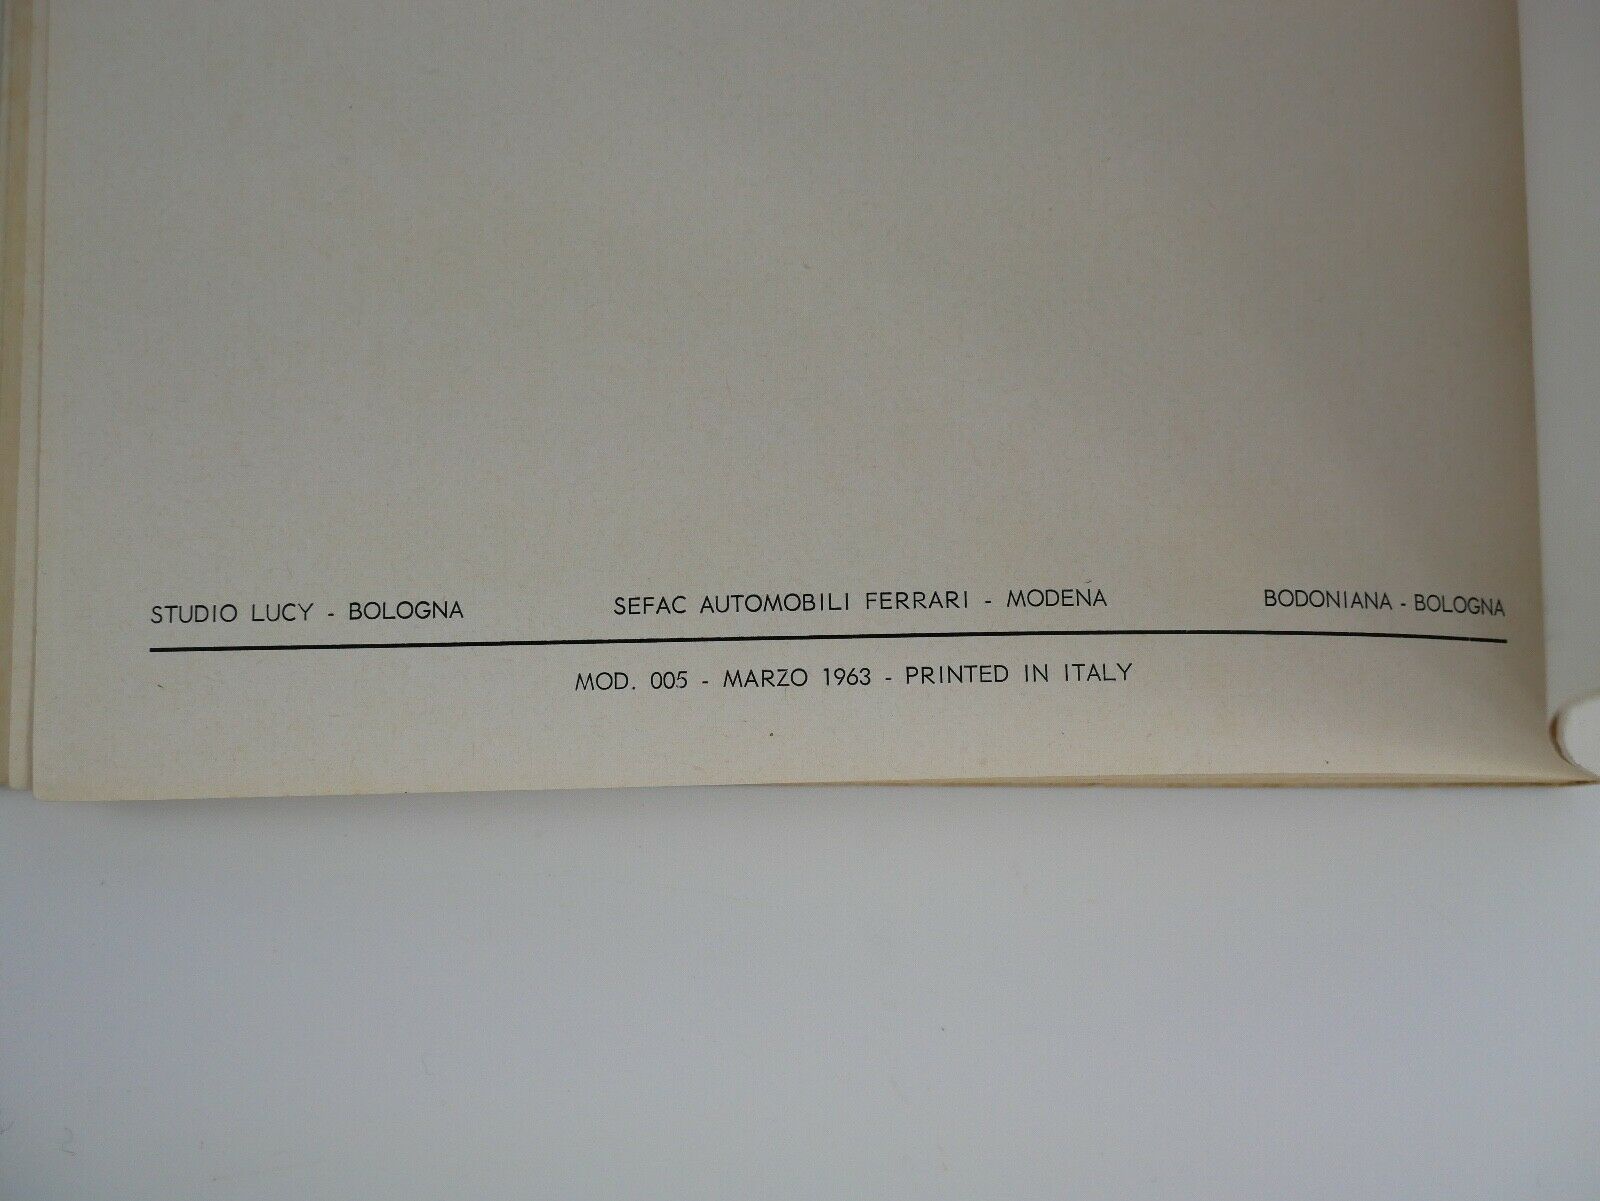 STUDIO LUCY - BOLOGNA SEFAC AUTOMOBILI FERRARI - MODENA BODONIANA - BOLOGNA
MOD. 005 - MARZO 1963 - PRINTED IN ITALY